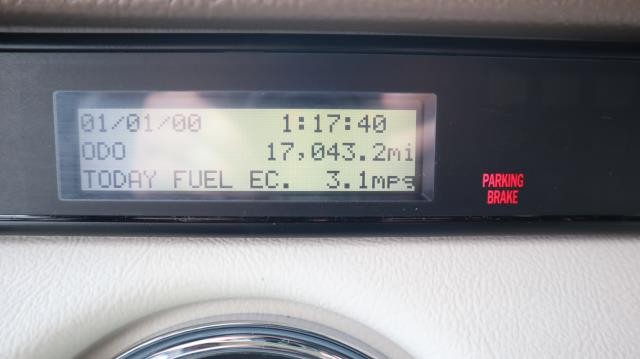 01/01/00 1:17:40
ODO 17,043.2mi
TODAY FUEL EC. 3.1mpg
PARKING
BRAKE